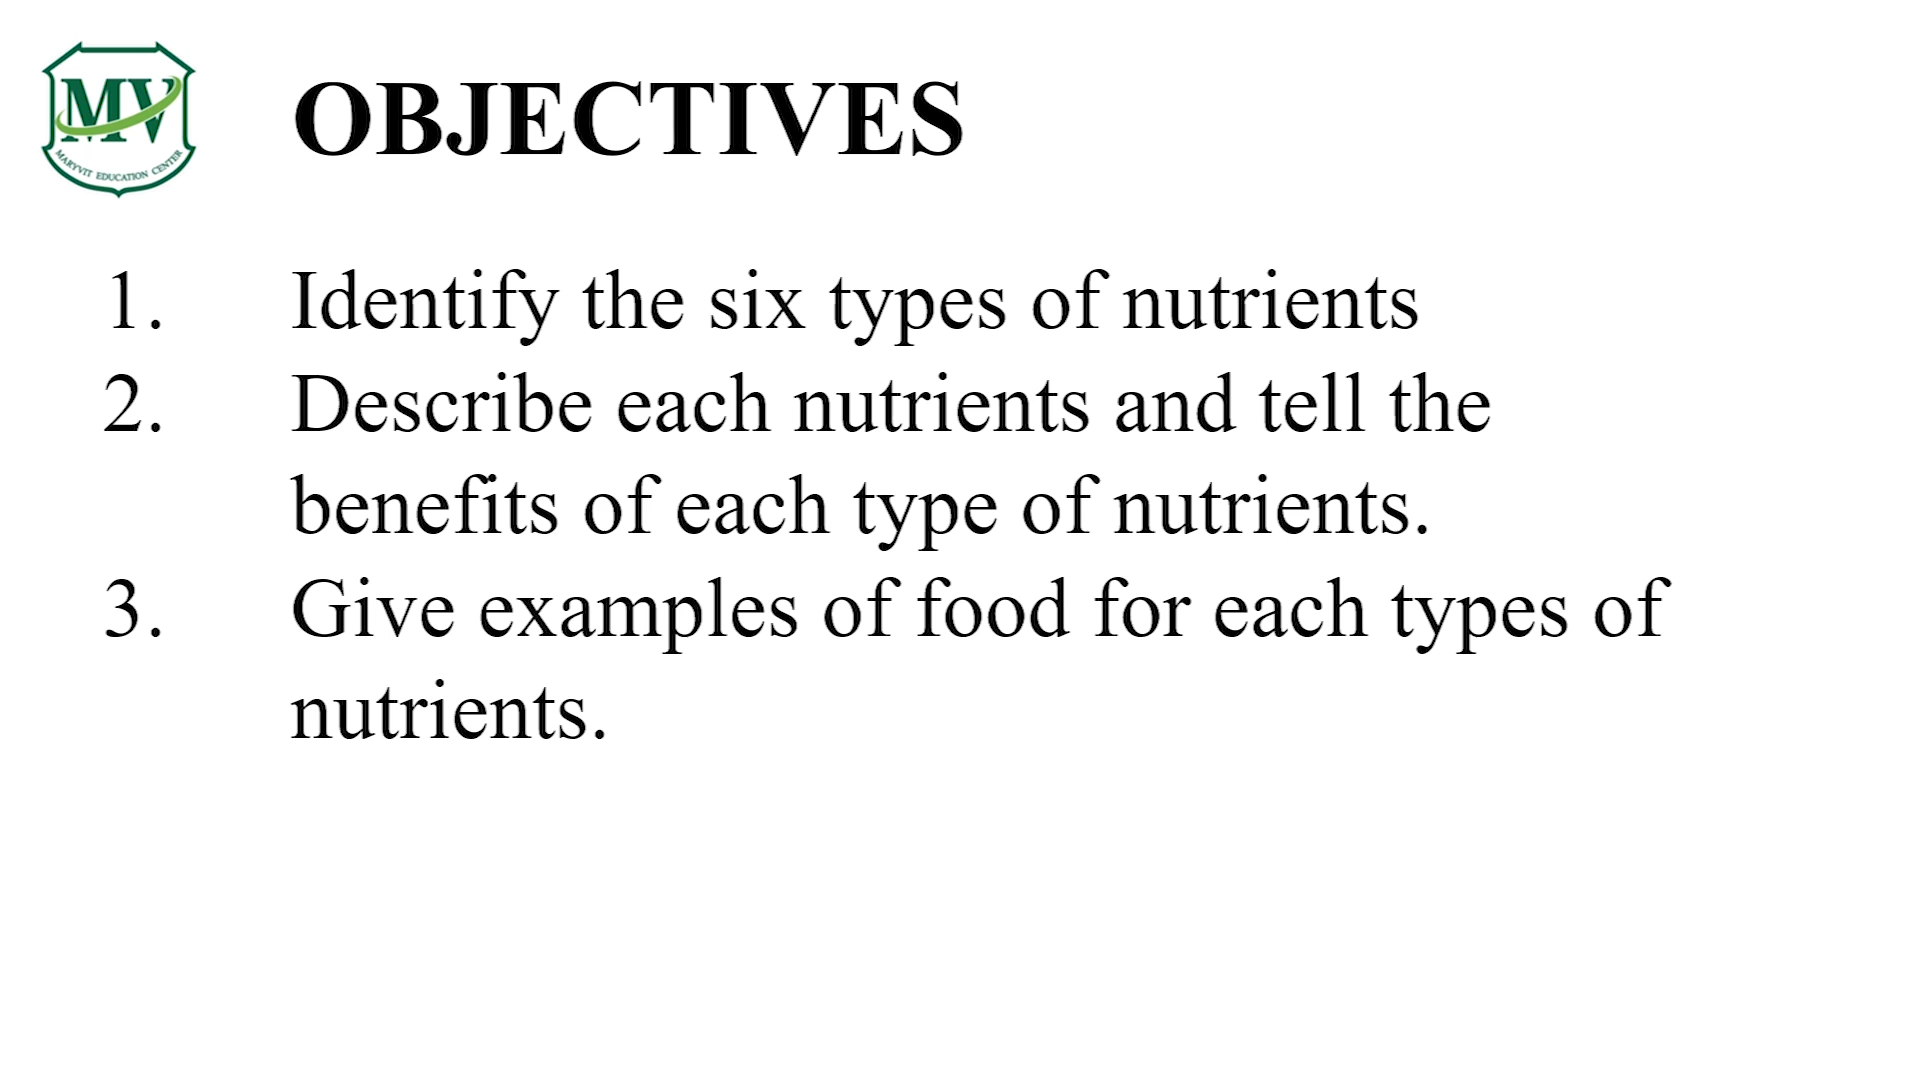 MV
MARYVIT EDUCATION CENTER
OBJECTIVES
1. Identify the six types of nutrients
2. Describe each nutrients and tell the
benefits of each type of nutrients.
3. Give examples of food for each types of
nutrients.